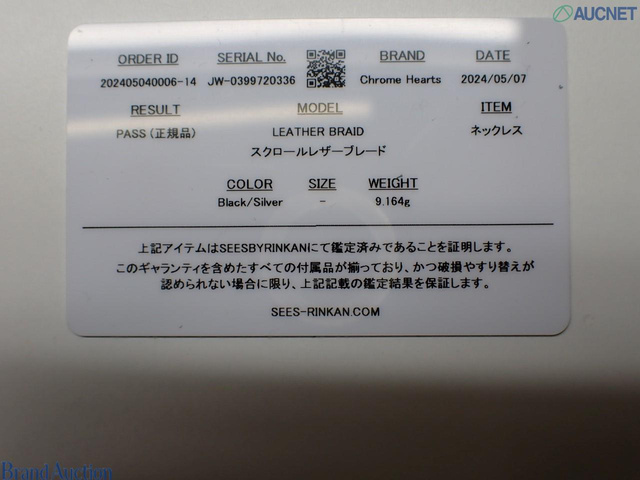 AUCNET
ORDER ID
SERIAL No.
BRAND
DATE
202405040006-14
JW-0399720336
Chrome Hearts
2024/05/07
RESULT
MODEL
ITEM
PASS (正規品)
LEATHER BRAID
ネックレス
スクロールレザーブレード
COLOR
SIZE
WEIGHT
Black/Silver
-
9.164g
上記アイテムはSEESBYRINKANにて鑑定済みであることを証明します。
このギャランティを含めたすべての付属品が揃っており、かつ破損やすり替えが
認められない場合に限り、上記記載の鑑定結果を保証します。
SEES-RINKAN.COM
Brand Auction